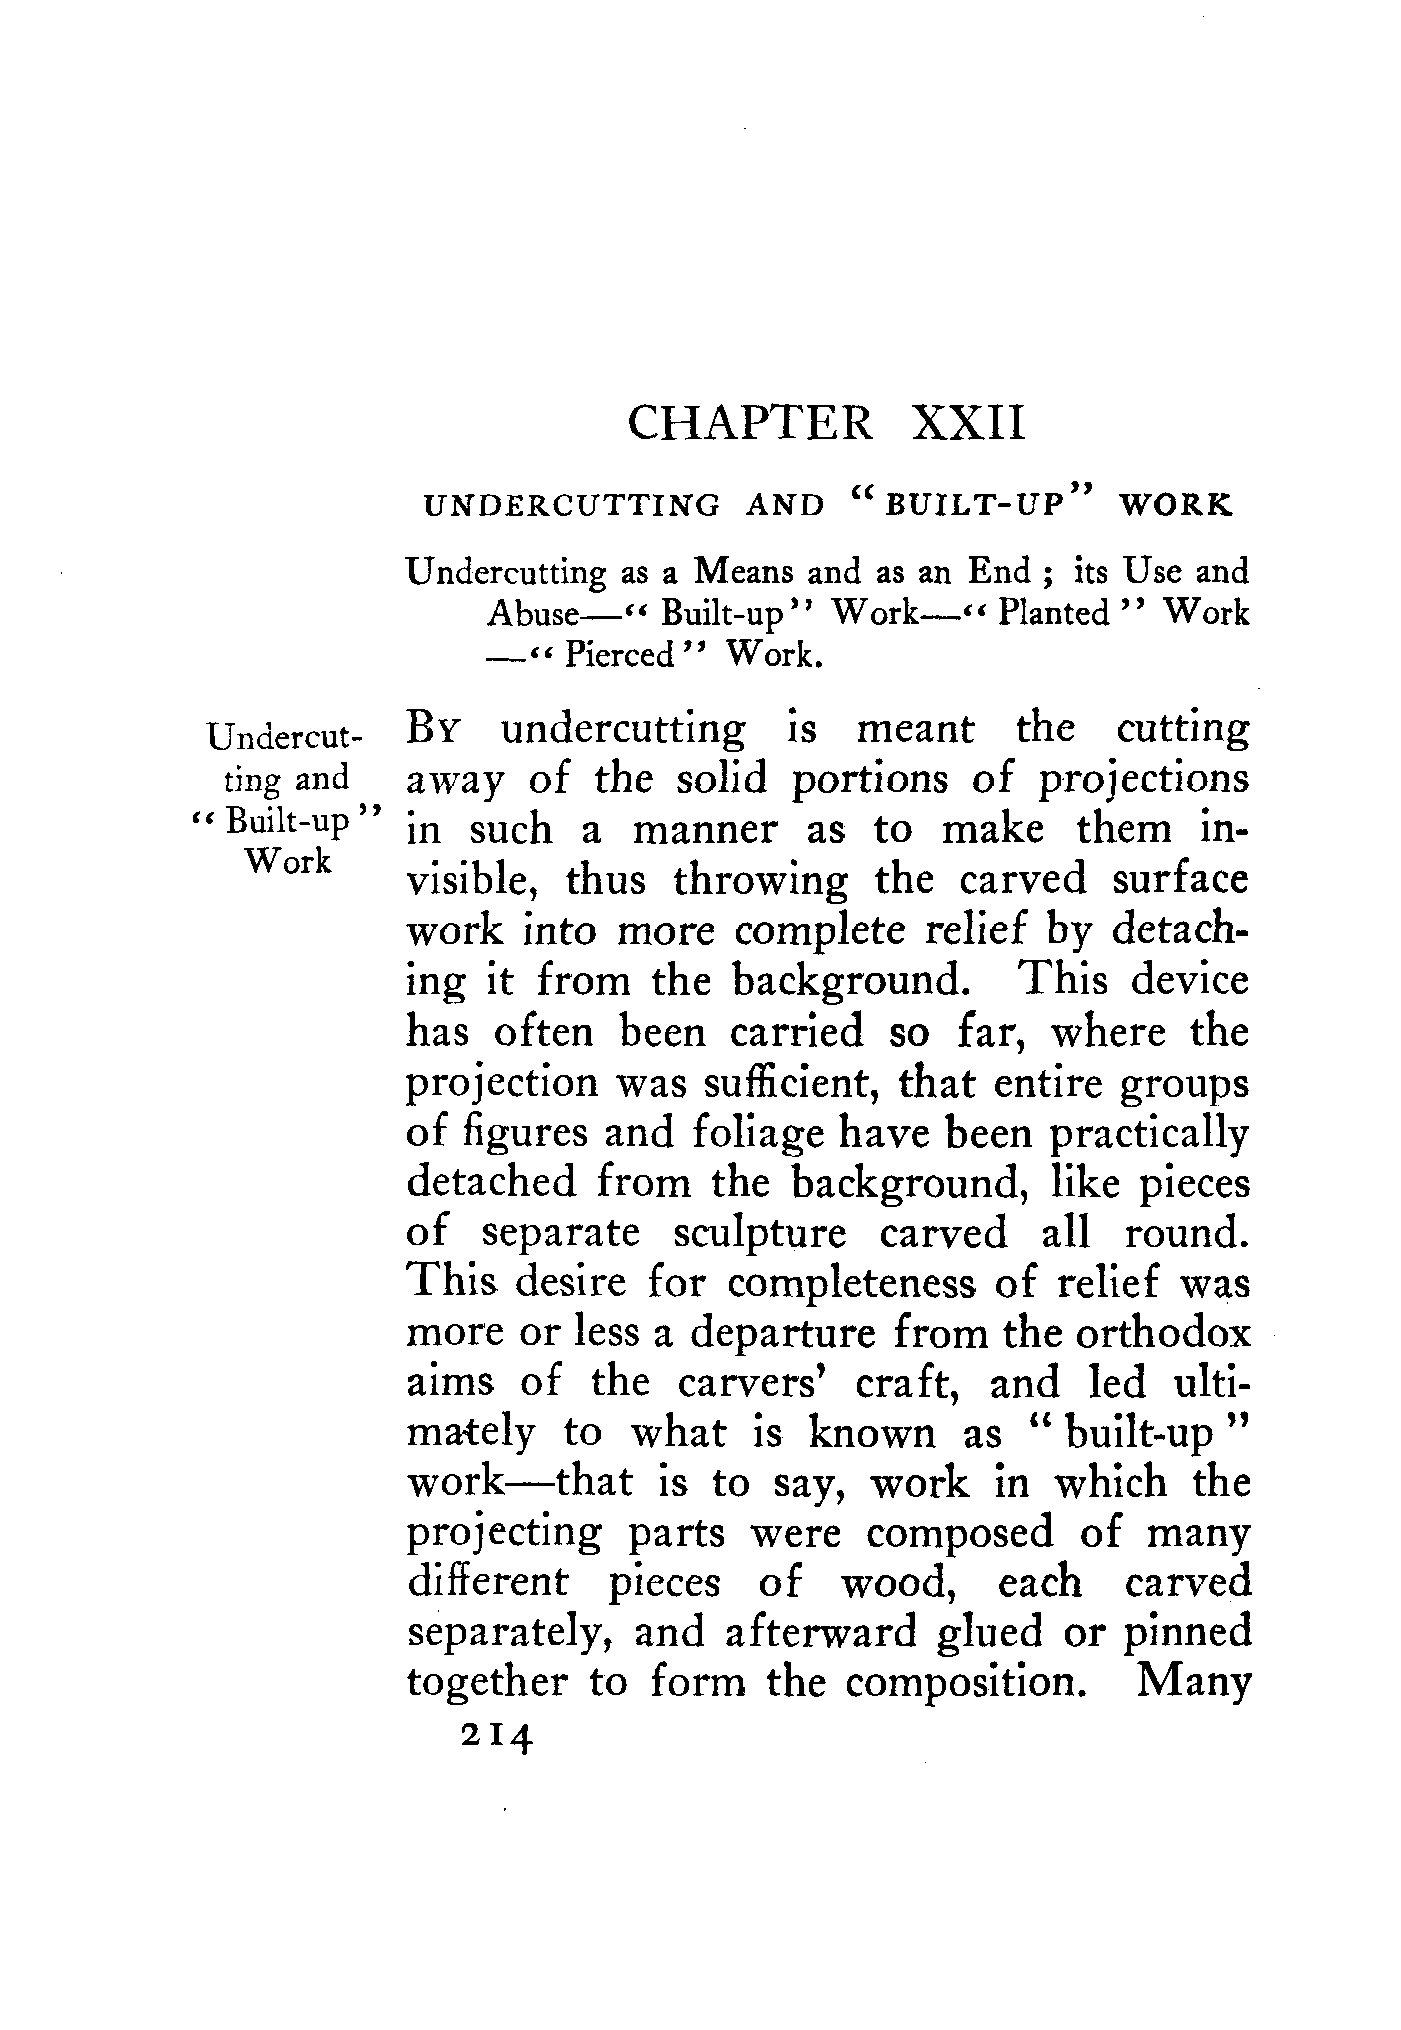 CHAPTER XXII
UNDERCUTTING AND “BUILT-UP” WORK
Undercutting as a Means and as an End ; its Use and
Abuse—“ Built-up” Work—“ Planted ” Work
—“ Pierced ” Work.
Undercut-
ting and
“ Built-up ”
Work
BY undercutting is meant the cutting
away of the solid portions of projections
in such a manner as to make them in-
visible, thus throwing the carved surface
work into more complete relief by detach-
ing it from the background. This device
has often been carried so far, where the
projection was sufficient, that entire groups
of figures and foliage have been practically
detached from the background, like pieces
of separate sculpture carved all round.
This desire for completeness of relief was
more or less a departure from the orthodox
aims of the carvers’ craft, and led ulti-
mately to what is known as “ built-up ”
work—that is to say, work in which the
projecting parts were composed of many
different pieces of wood, each carved
separately, and afterward glued or pinned
together to form the composition. Many
214